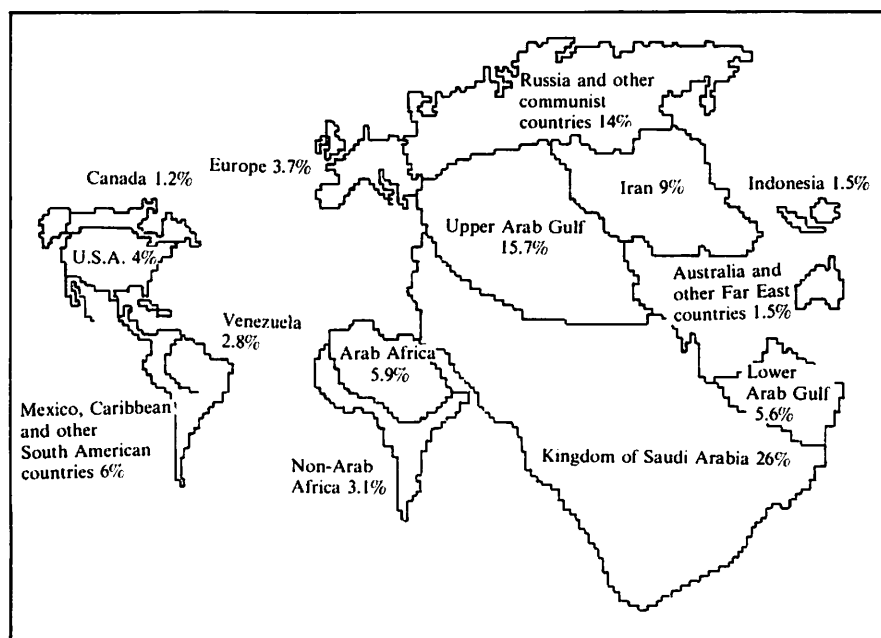 Russia and other
communist
countries 14%
Europe 3.7%
Canada 1.2%
Iran 9%
Indonesia 1.5%
U.S.A. 4%
Upper Arab Gulf
15.7%
Australia and
other Far East
countries 1.5%
Venezuela
2.8%
Arab Africa
5.9%
Lower
Arab Gulf
5.6%
Mexico, Caribbean
and other
South American
countries 6%
Non-Arab
Africa 3.1%
Kingdom of Saudi Arabia 26%